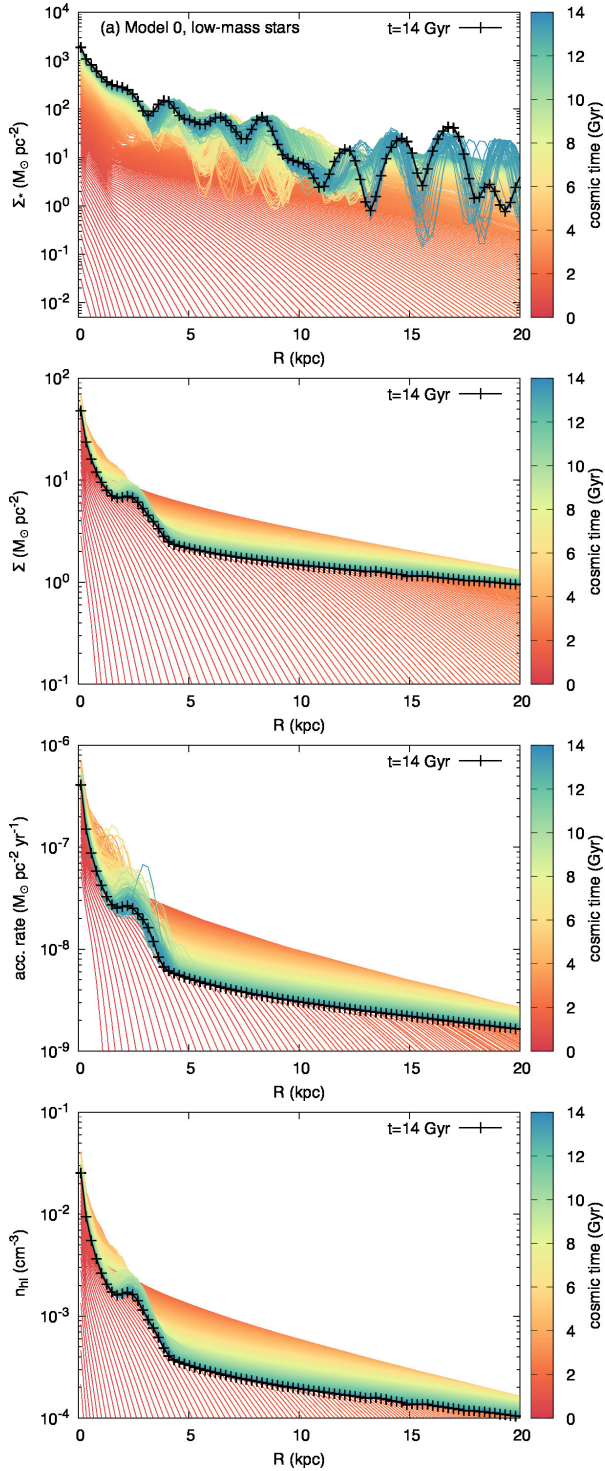 (a) Model 0, low-mass stars
t=14 Gyr
10⁴
10³
10²
10¹
10⁰
10⁻¹
10⁻²
Σ* (M☉ pc⁻²)
0 5 10 15 20
R (kpc)
14
12
10
8
6
4
2
0
cosmic time (Gyr)
t=14 Gyr
10²
10¹
10⁰
10⁻¹
Σ (M☉ pc⁻²)
0 5 10 15 20
R (kpc)
14
12
10
8
6
4
2
0
cosmic time (Gyr)
t=14 Gyr
10⁻⁶
10⁻⁷
10⁻⁸
10⁻⁹
acc. rate (M☉ pc⁻² yr⁻¹)
0 5 10 15 20
R (kpc)
14
12
10
8
6
4
2
0
cosmic time (Gyr)
t=14 Gyr
10⁻¹
10⁻²
10⁻³
10⁻⁴
n_hl (cm⁻³)
0 5 10 15 20
R (kpc)
14
12
10
8
6
4
2
0
cosmic time (Gyr)